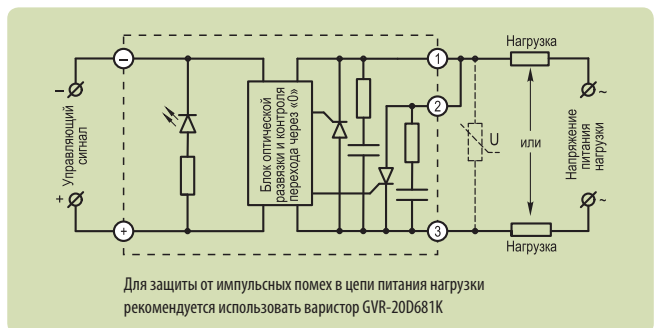 Нагрузка
− − 1 ~
2
Управляющий
сигнал
Блок оптической
развязки и контроля
перехода через «0»
U
или
Напряжение
питания
нагрузки
+ + 3 ~
Нагрузка
Для защиты от импульсных помех в цепи питания нагрузки
рекомендуется использовать варистор GVR-20D681K